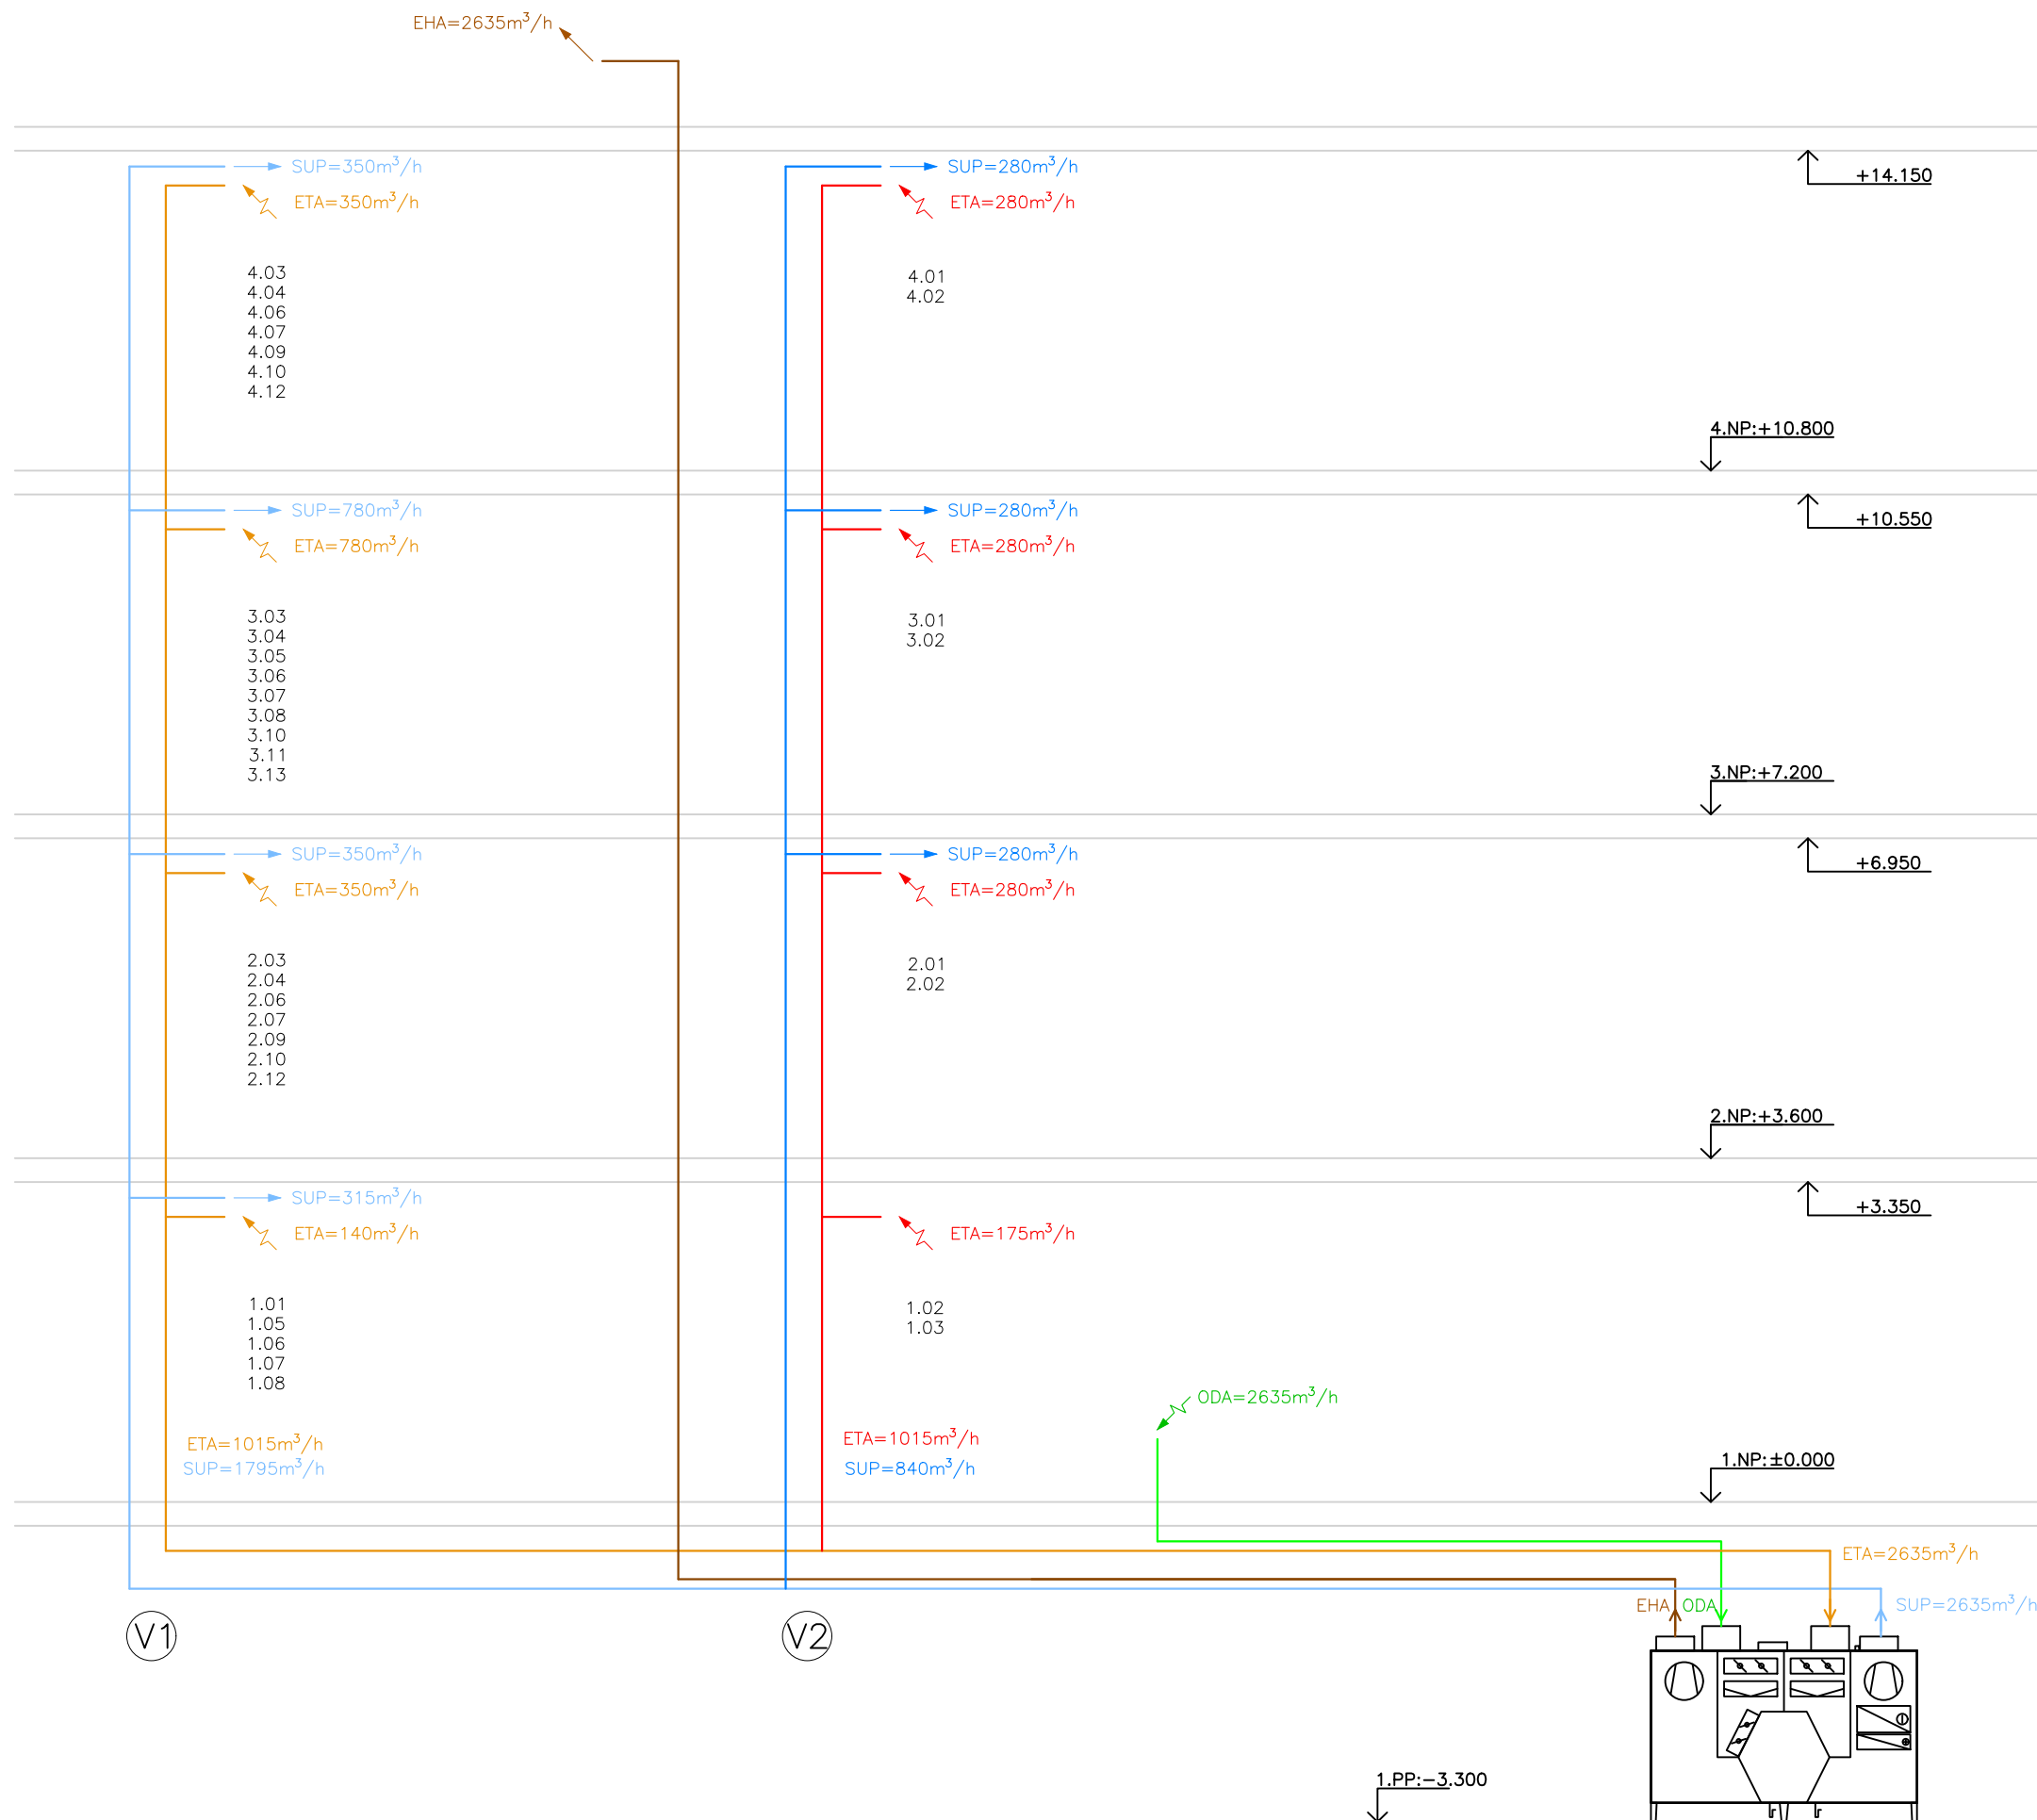 EHA=2635m³/h
SUP=350m³/h
ETA=350m³/h
SUP=280m³/h
ETA=280m³/h
+14.150
4.03
4.04
4.06
4.07
4.09
4.10
4.12
4.01
4.02
4.NP:+10.800
SUP=780m³/h
ETA=780m³/h
SUP=280m³/h
ETA=280m³/h
+10.550
3.03
3.04
3.05
3.06
3.07
3.08
3.10
3.11
3.13
3.01
3.02
3.NP:+7.200
SUP=350m³/h
ETA=350m³/h
SUP=280m³/h
ETA=280m³/h
+6.950
2.03
2.04
2.06
2.07
2.09
2.10
2.12
2.01
2.02
2.NP:+3.600
SUP=315m³/h
ETA=140m³/h
ETA=175m³/h
+3.350
1.01
1.05
1.06
1.07
1.08
1.02
1.03
ODA=2635m³/h
ETA=1015m³/h
SUP=1795m³/h
ETA=1015m³/h
SUP=840m³/h
1.NP:±0.000
ETA=2635m³/h
EHA ODA
SUP=2635m³/h
V1
V2
1.PP:-3.300